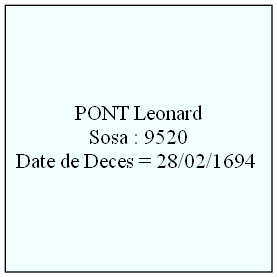 PONT Leonard
Sosa : 9520
Date de Deces = 28/02/1694